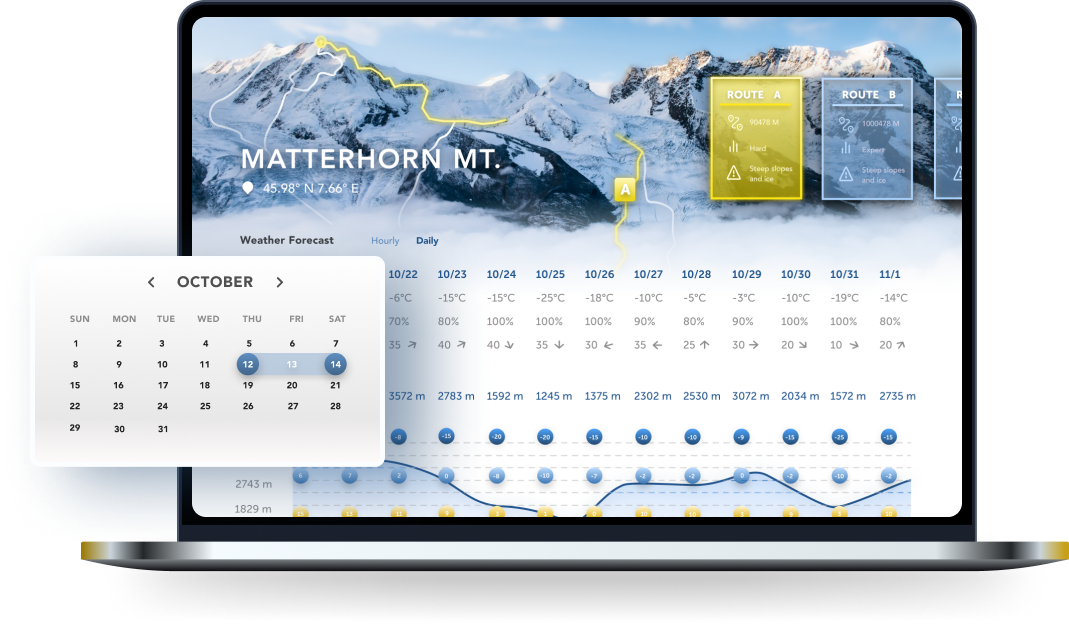 ROUTE A
90478 M
Hard
Steep slopes
and ice
ROUTE B
1000478 M
Expert
Steep slopes
and ice
R
MATTERHORN MT.
45.98° N 7.66° E
A
Weather Forecast Hourly Daily
10/22 10/23 10/24 10/25 10/26 10/27 10/28 10/29 10/30 10/31 11/1
-6°C -15°C -15°C -25°C -18°C -10°C -5°C -3°C -10°C -19°C -14°C
70% 80% 100% 100% 100% 90% 80% 90% 100% 100% 80%
35 40 40 35 30 35 25 30 20 10 20
3572 m 2783 m 1592 m 1245 m 1375 m 2302 m 2530 m 3072 m 2034 m 1572 m 2735 m
-8 -15 -20 -20 -15 -10 -10 -9 -15 -25 -15
0 -8 -10 -7 -2 -2 0 -2 -10 -2
2743 m
1829 m
OCTOBER
SUN MON TUE WED THU FRI SAT
1 2 3 4 5 6 7
8 9 10 11 12 13 14
15 16 17 18 19 20 21
22 23 24 25 26 27 28
29 30 31